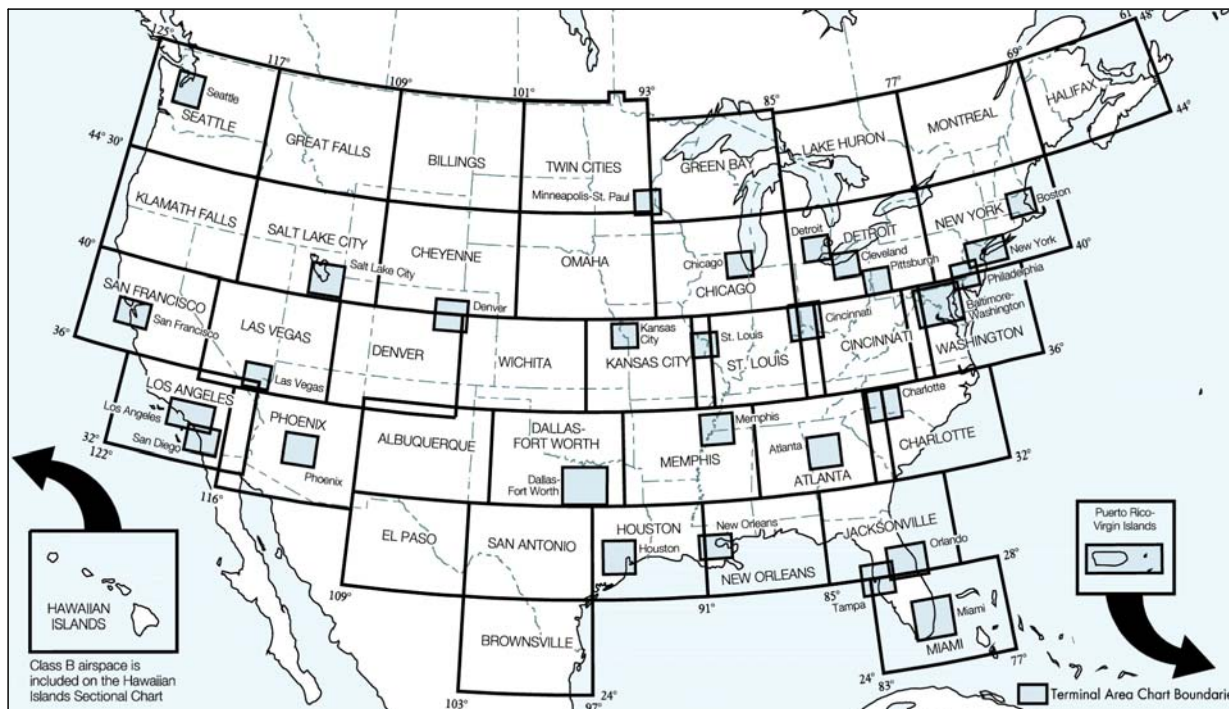 125°
117°
109°
101°
93°
85°
77°
69°
61°
48°
Seattle
SEATTLE
GREAT FALLS
BILLINGS
TWIN CITIES
Minneapolis-St. Paul
GREEN BAY
LAKE HURON
MONTREAL
HALIFAX
44°
44° 30'
KLAMATH FALLS
SALT LAKE CITY
Salt Lake City
CHEYENNE
OMAHA
Chicago
CHICAGO
Detroit
DETROIT
Cleveland
Pittsburgh
NEW YORK
Boston
New York
40°
40°
Philadelphia
Baltimore-
Washington
SAN FRANCISCO
San Francisco
LAS VEGAS
Las Vegas
Denver
DENVER
WICHITA
Kansas
City
KANSAS CITY
St. Louis
ST. LOUIS
Cincinnati
CINCINNATI
WASHINGTON
36°
36°
LOS ANGELES
Los Angeles
San Diego
PHOENIX
Phoenix
ALBUQUERQUE
DALLAS-
FORT WORTH
Dallas-
Fort Worth
Memphis
MEMPHIS
Atlanta
ATLANTA
Charlotte
CHARLOTTE
32°
32°
122°
116°
EL PASO
SAN ANTONIO
HOUSTON
Houston
New Orleans
NEW ORLEANS
JACKSONVILLE
Orlando
28°
109°
91°
85°
Tampa
Miami
MIAMI
BROWNSVILLE
103°
97°
24°
24°
83°
77°
HAWAIIAN
ISLANDS
Class B airspace is
included on the Hawaiian
Islands Sectional Chart
Puerto Rico-
Virgin Islands
Terminal Area Chart Boundarie